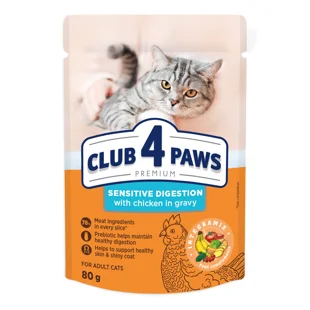 CLUB 4 PAWS
PREMIUM
SENSITIVE DIGESTION
with chicken in gravy
Meat ingredients
in every slice*
Prebiotic helps maintain
healthy digestion
Helps to support healthy
skin & shiny coat
FOR ADULT CATS
80 g